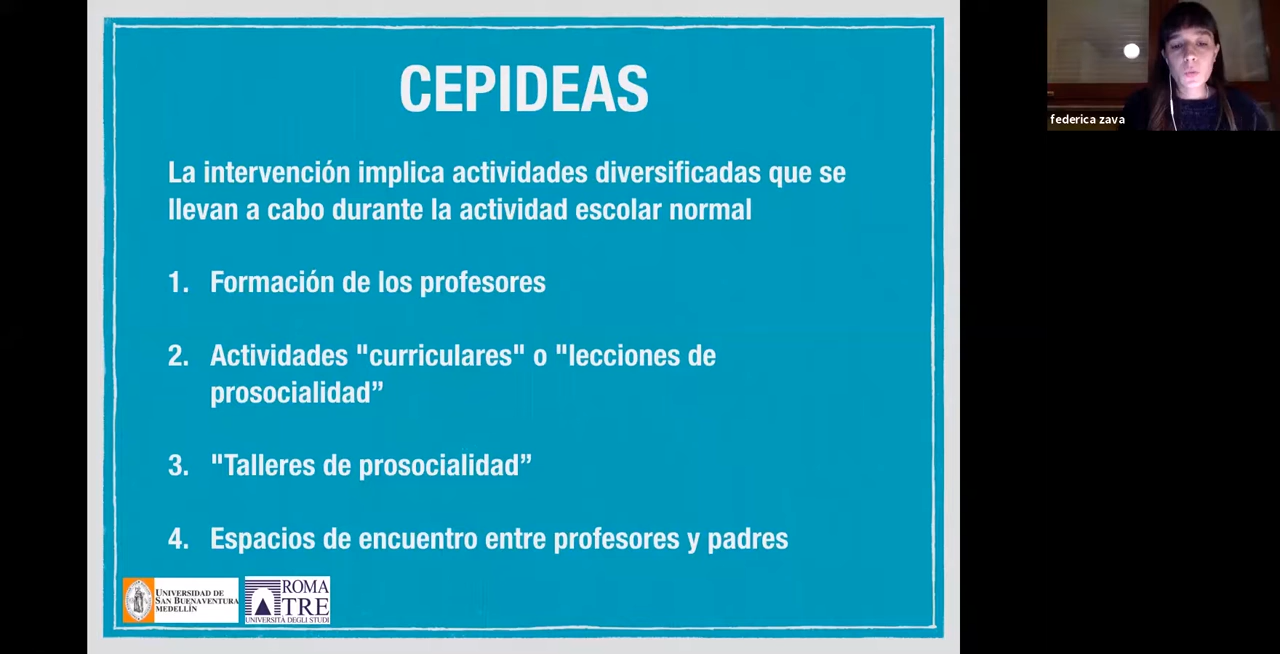 CEPIDEAS
La intervención implica actividades diversificadas que se
llevan a cabo durante la actividad escolar normal
1. Formación de los profesores
2. Actividades "curriculares" o "lecciones de
prosocialidad”
3. "Talleres de prosocialidad”
4. Espacios de encuentro entre profesores y padres
UNIVERSIDAD DE
SAN BUENAVENTURA
MEDELLÍN
ROMA
TRE
UNIVERSITÀ DEGLI STUDI
federica zava